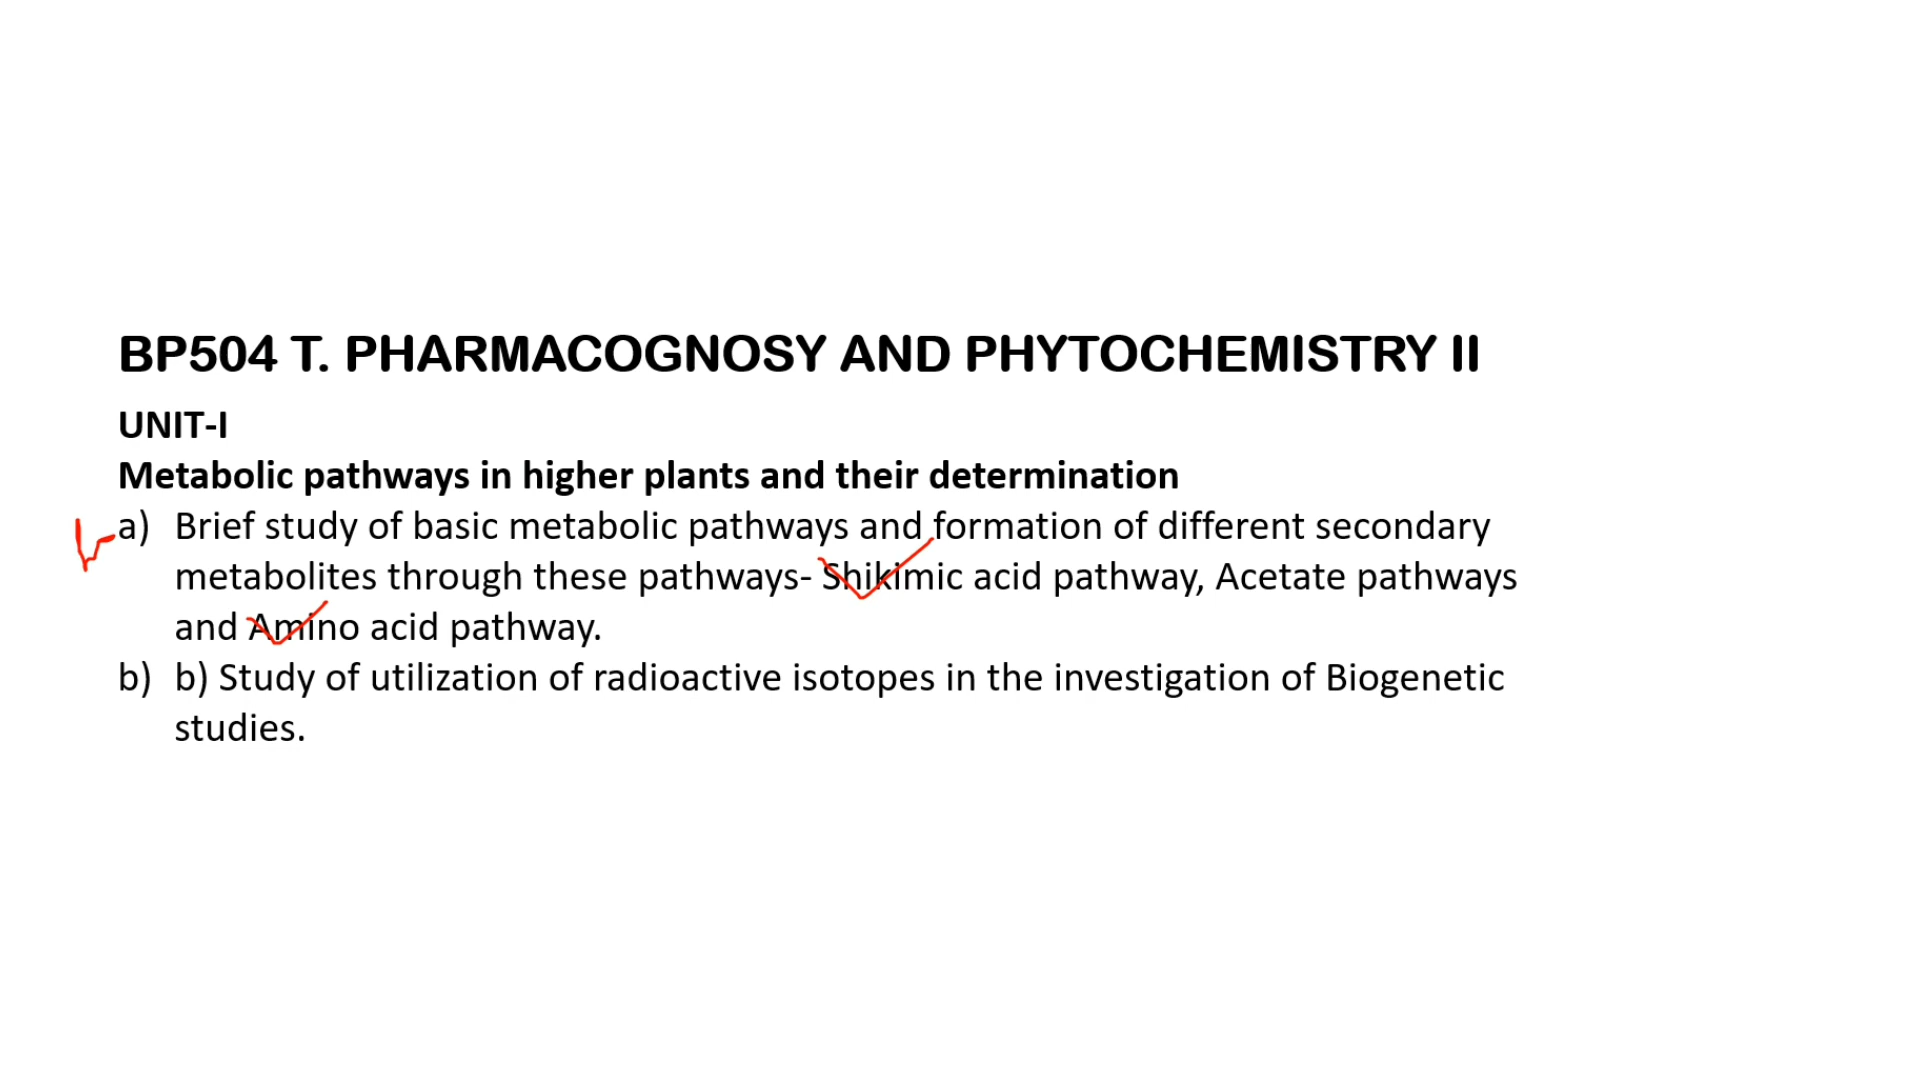 BP504 T. PHARMACOGNOSY AND PHYTOCHEMISTRY II
UNIT-I
Metabolic pathways in higher plants and their determination
a) Brief study of basic metabolic pathways and formation of different secondary
metabolites through these pathways- Shikimic acid pathway, Acetate pathways
and Amino acid pathway.
b) b) Study of utilization of radioactive isotopes in the investigation of Biogenetic
studies.